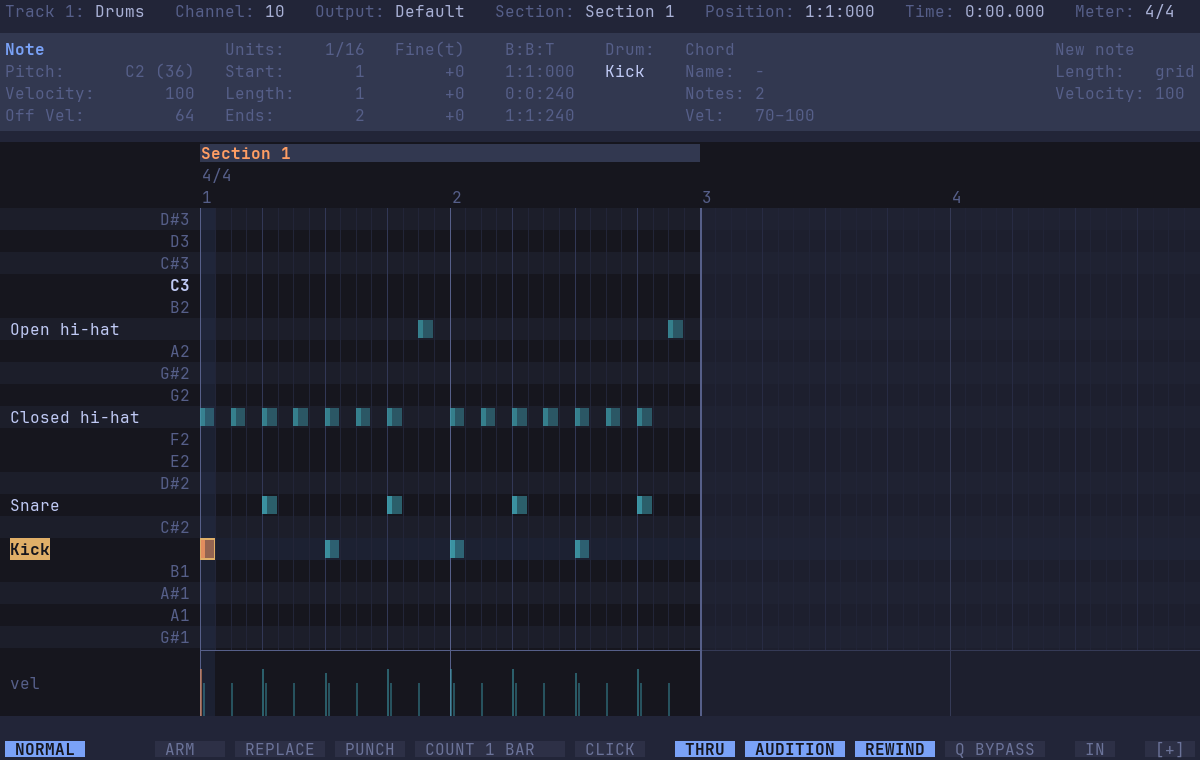 Track 1: Drums Channel: 10 Output: Default Section: Section 1 Position: 1:1:000 Time: 0:00.000 Meter: 4/4
Note Units: 1/16 Fine(t) B:B:T Drum: Chord New note
Pitch: C2 (36) Start: 1 +0 1:1:000 Kick Name: - Length: grid
Velocity: 100 Length: 1 +0 0:0:240 Notes: 2 Velocity: 100
Off Vel: 64 Ends: 2 +0 1:1:240 Vel: 70-100
Section 1
4/4
1 2 3 4
D#3
D3
C#3
C3
B2
Open hi-hat
A2
G#2
G2
Closed hi-hat
F2
E2
D#2
Snare
C#2
Kick
B1
A#1
A1
G#1
vel
NORMAL ARM REPLACE PUNCH COUNT 1 BAR CLICK THRU AUDITION REWIND Q BYPASS IN [+]